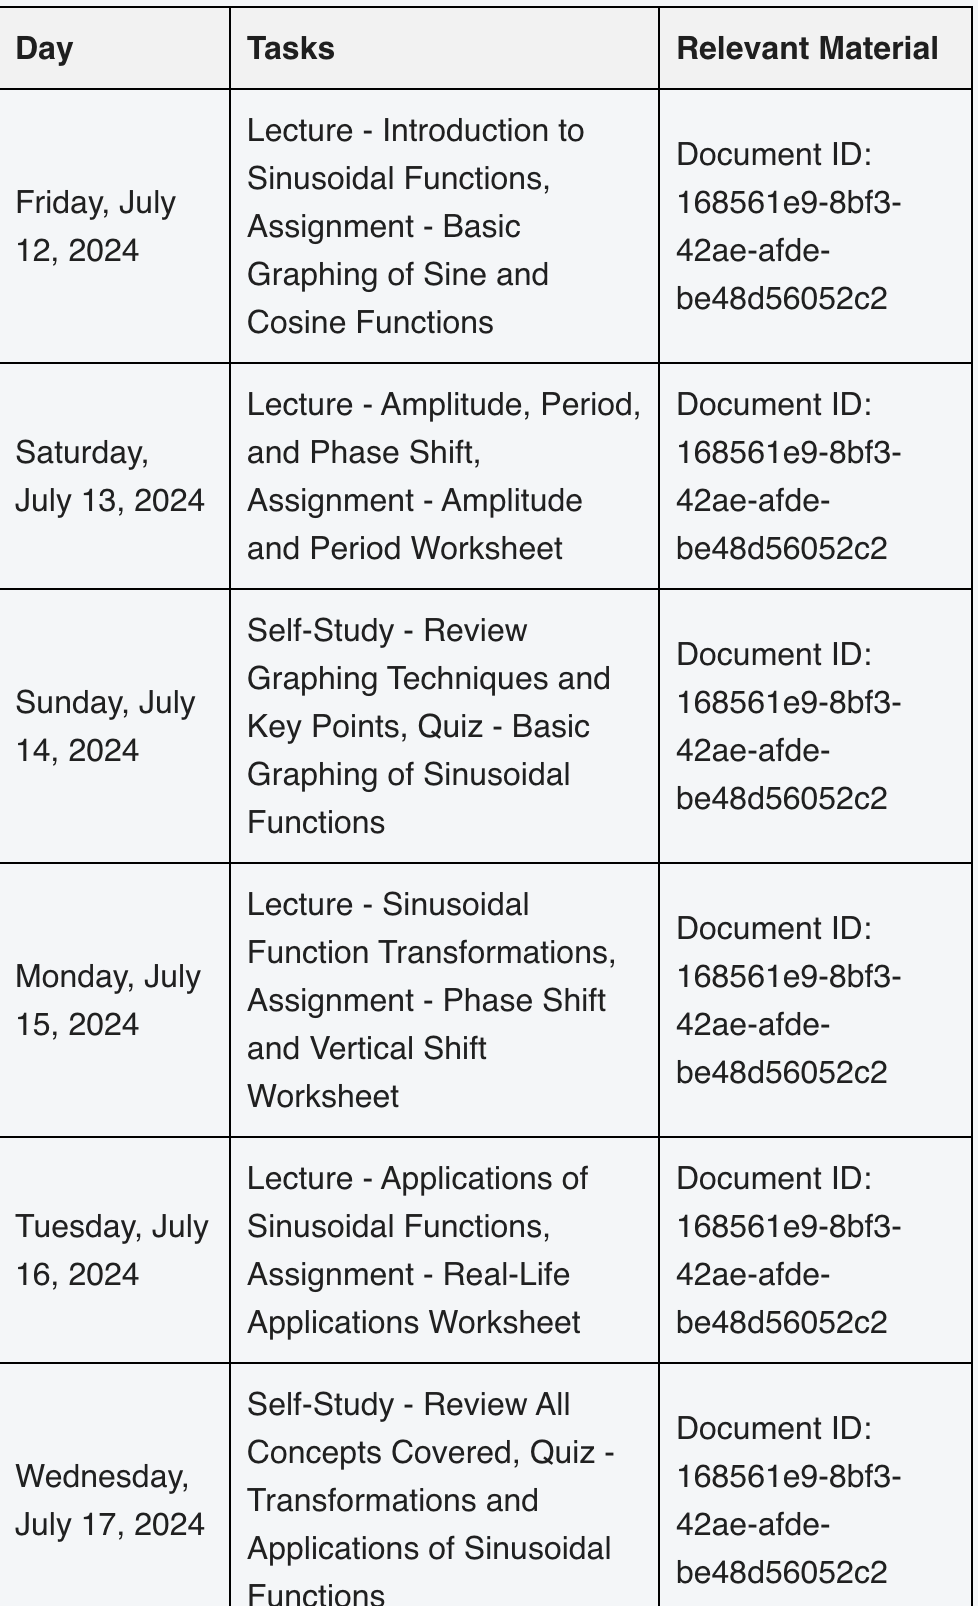 Day
Tasks
Relevant Material
Friday, July
12, 2024
Lecture - Introduction to
Sinusoidal Functions,
Assignment - Basic
Graphing of Sine and
Cosine Functions
Document ID:
168561e9-8bf3-
42ae-afde-
be48d56052c2
Saturday,
July 13, 2024
Lecture - Amplitude, Period,
and Phase Shift,
Assignment - Amplitude
and Period Worksheet
Document ID:
168561e9-8bf3-
42ae-afde-
be48d56052c2
Sunday, July
14, 2024
Self-Study - Review
Graphing Techniques and
Key Points, Quiz - Basic
Graphing of Sinusoidal
Functions
Document ID:
168561e9-8bf3-
42ae-afde-
be48d56052c2
Monday, July
15, 2024
Lecture - Sinusoidal
Function Transformations,
Assignment - Phase Shift
and Vertical Shift
Worksheet
Document ID:
168561e9-8bf3-
42ae-afde-
be48d56052c2
Tuesday, July
16, 2024
Lecture - Applications of
Sinusoidal Functions,
Assignment - Real-Life
Applications Worksheet
Document ID:
168561e9-8bf3-
42ae-afde-
be48d56052c2
Wednesday,
July 17, 2024
Self-Study - Review All
Concepts Covered, Quiz -
Transformations and
Applications of Sinusoidal
Functions
Document ID:
168561e9-8bf3-
42ae-afde-
be48d56052c2